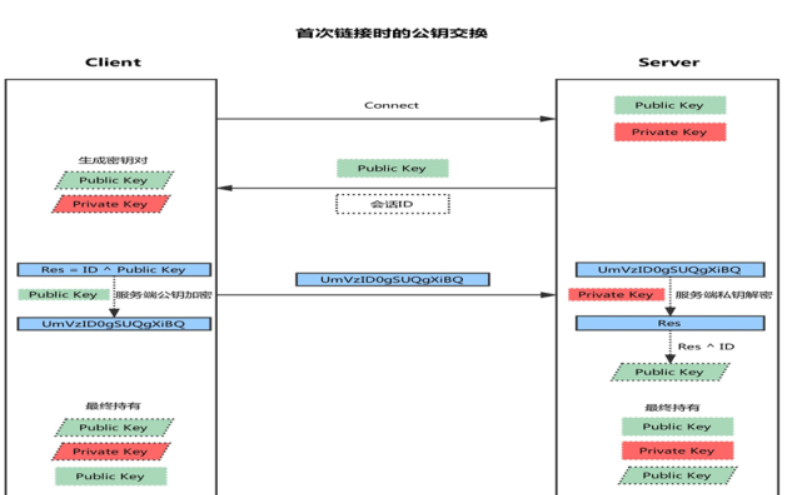 首次链接时的公钥交换
Client
Server
Connect
Public Key
Private Key
生成密钥对
Public Key
Private Key
Public Key
会话ID
Res = ID ^ Public Key
Public Key
服务端公钥加密
UmVzID0gSUQgXiBQ
UmVzID0gSUQgXiBQ
UmVzID0gSUQgXiBQ
Private Key
服务端私钥解密
Res
Res ^ ID
Public Key
最终持有
Public Key
Private Key
Public Key
最终持有
Public Key
Private Key
Public Key